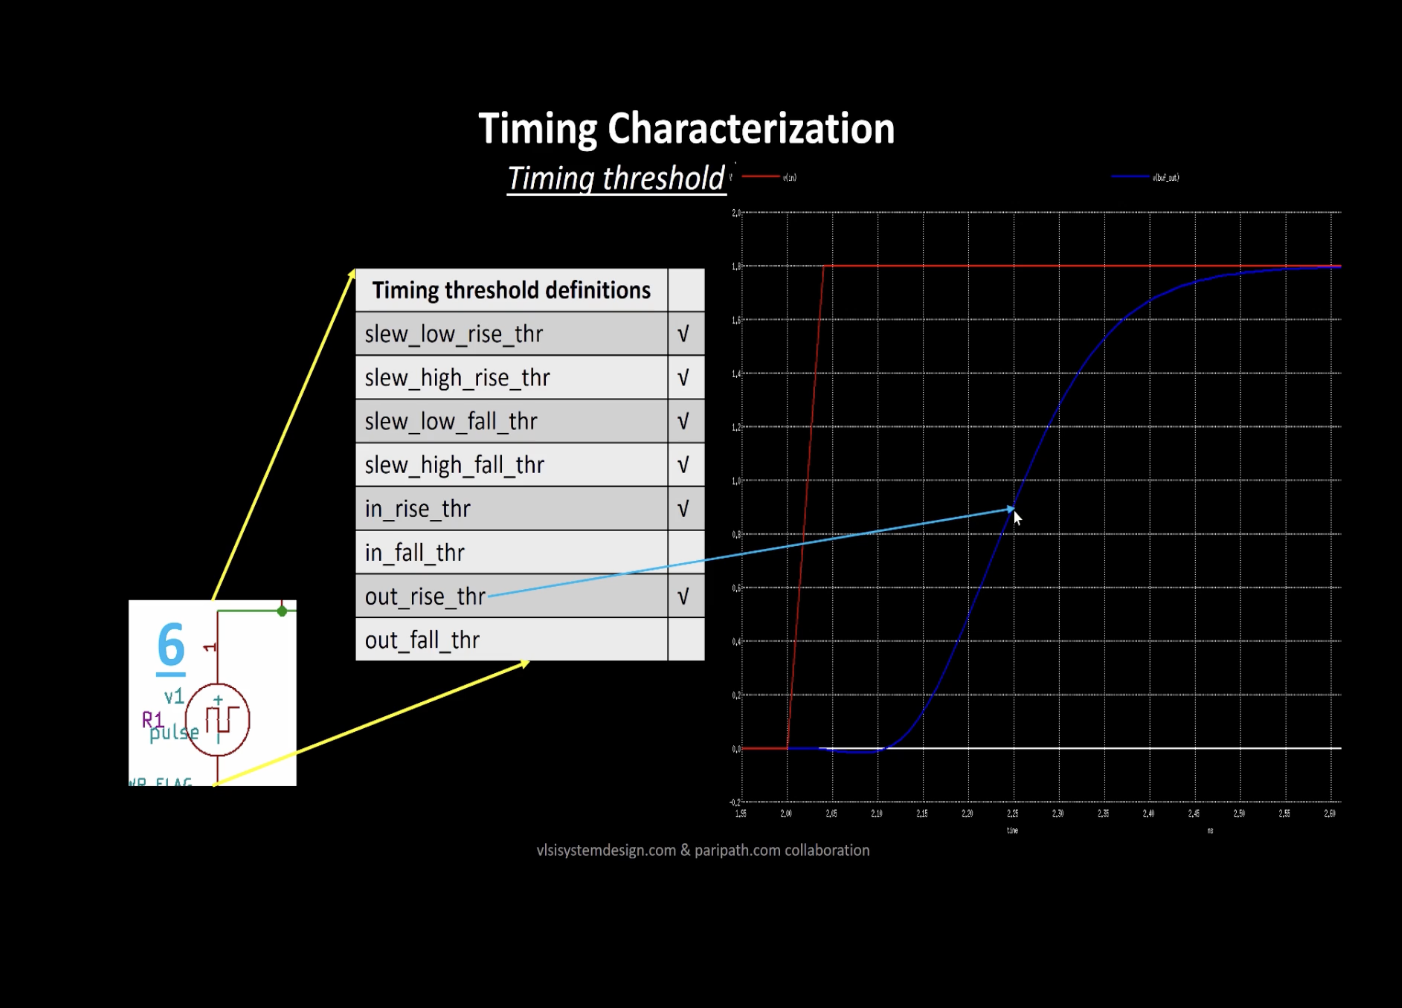 Timing Characterization
Timing threshold
v(in)
v(buf_out)
2.0
1.8
1.6
1.4
1.2
1.0
0.8
0.6
0.4
0.2
0.0
-0.2
1.95 2.00 2.05 2.10 2.15 2.20 2.25 2.30 2.35 2.40 2.45 2.50 2.55 2.60
time
ns
Timing threshold definitions
slew_low_rise_thr √
slew_high_rise_thr √
slew_low_fall_thr √
slew_high_fall_thr √
in_rise_thr √
in_fall_thr
out_rise_thr √
out_fall_thr
6
1
v1
+
R1
pulse
vlsisystemdesign.com & paripath.com collaboration